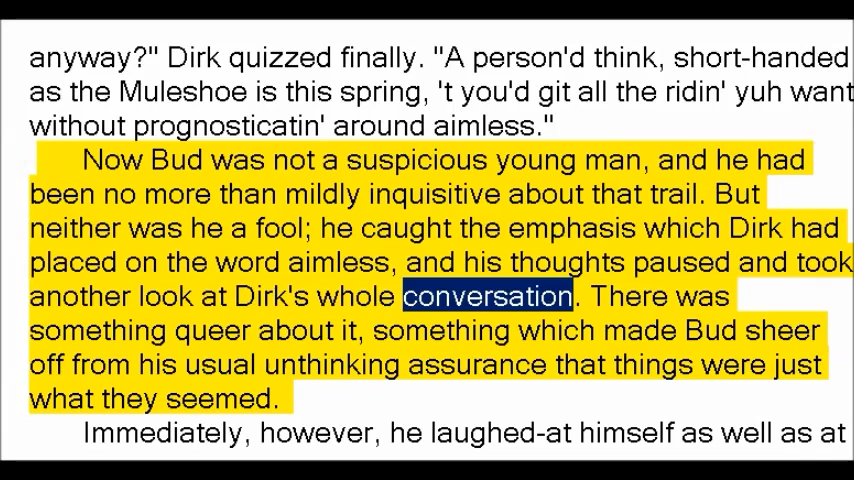 anyway?" Dirk quizzed finally. "A person'd think, short-handed
as the Muleshoe is this spring, 't you'd git all the ridin' yuh want
without prognosticatin' around aimless."
Now Bud was not a suspicious young man, and he had
been no more than mildly inquisitive about that trail. But
neither was he a fool; he caught the emphasis which Dirk had
placed on the word aimless, and his thoughts paused and took
another look at Dirk's whole conversation. There was
something queer about it, something which made Bud sheer
off from his usual unthinking assurance that things were just
what they seemed.
Immediately, however, he laughed-at himself as well as at